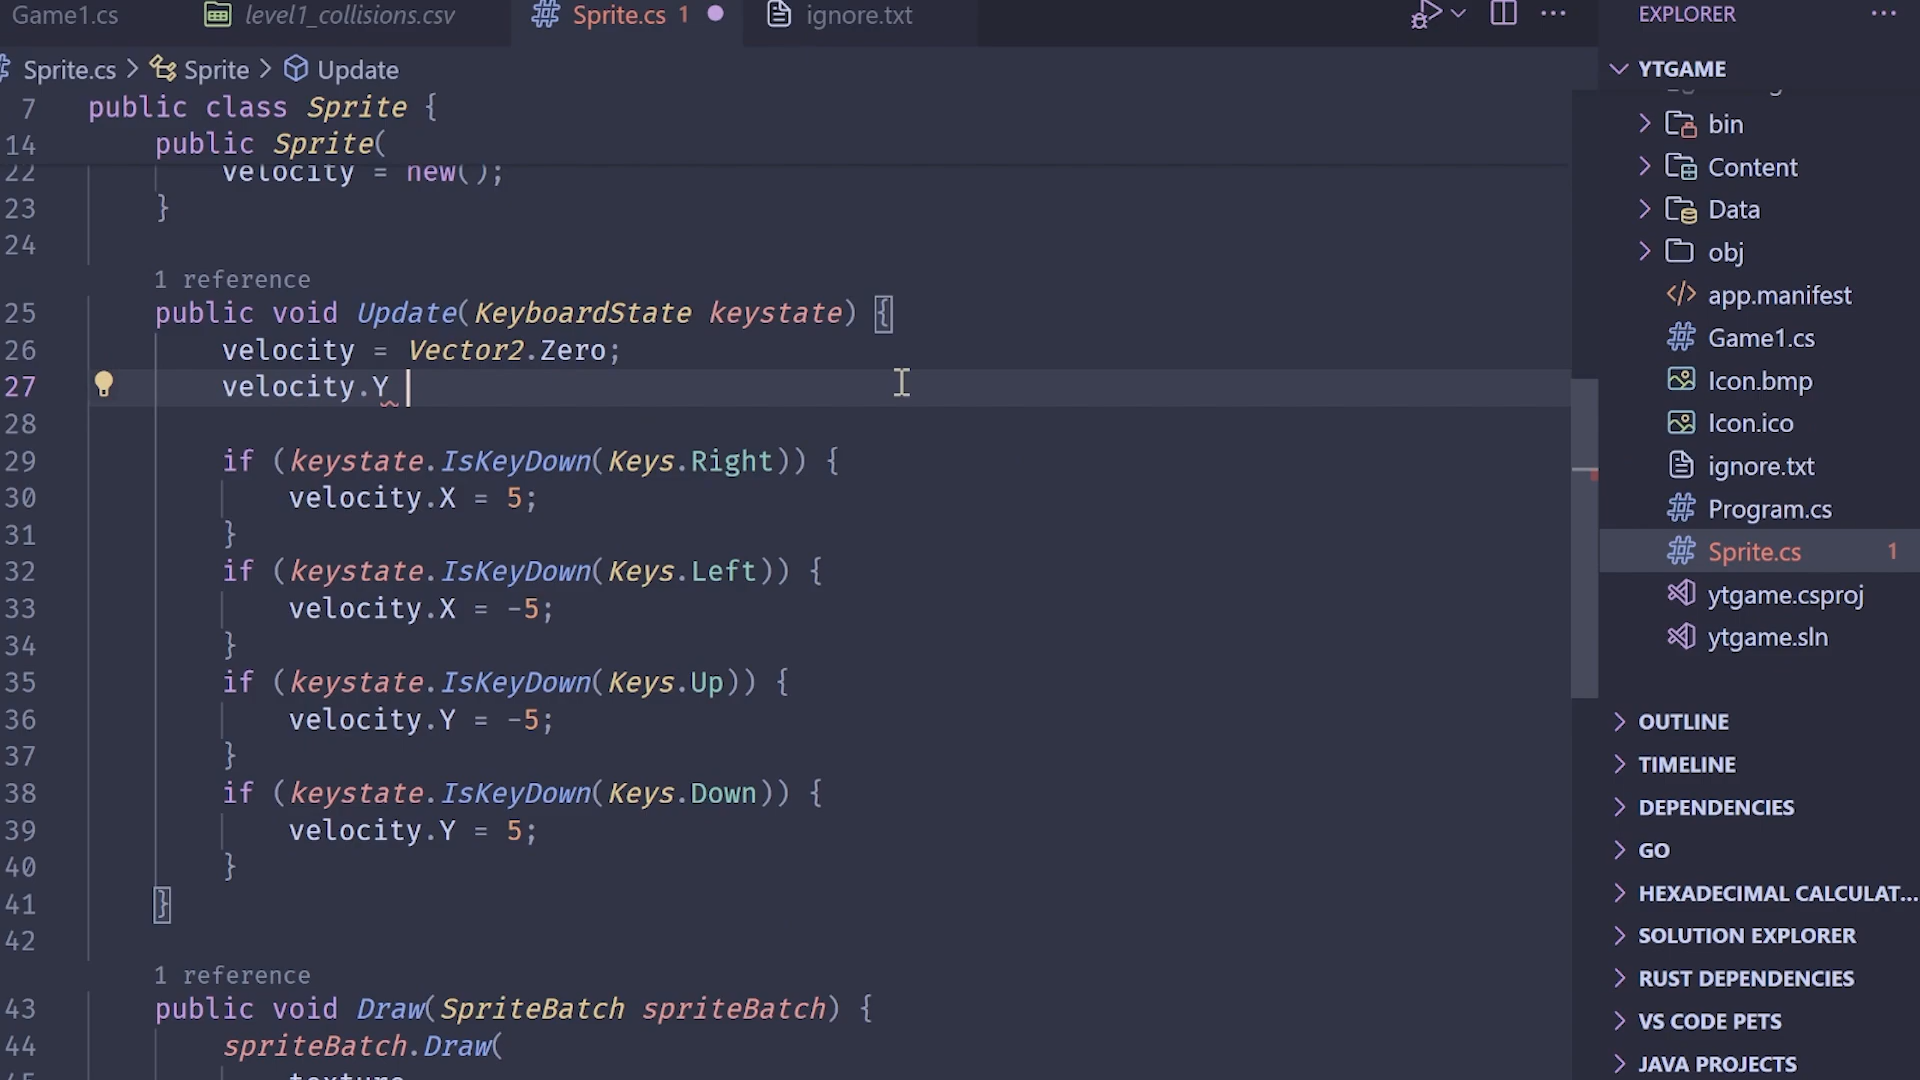 Game1.cs
level1_collisions.csv
Sprite.cs 1
ignore.txt
Sprite.cs > Sprite > Update
7 public class Sprite {
14 public Sprite(
22 velocity = new();
23 }
24
1 reference
25 public void Update(KeyboardState keystate) {
26 velocity = Vector2.Zero;
27 velocity.Y
28
29 if (keystate.IsKeyDown(Keys.Right)) {
30 velocity.X = 5;
31 }
32 if (keystate.IsKeyDown(Keys.Left)) {
33 velocity.X = -5;
34 }
35 if (keystate.IsKeyDown(Keys.Up)) {
36 velocity.Y = -5;
37 }
38 if (keystate.IsKeyDown(Keys.Down)) {
39 velocity.Y = 5;
40 }
41 }
42
1 reference
43 public void Draw(SpriteBatch spriteBatch) {
44 spriteBatch.Draw(
EXPLORER
YTGAME
bin
Content
Data
obj
app.manifest
Game1.cs
Icon.bmp
Icon.ico
ignore.txt
Program.cs
Sprite.cs 1
ytgame.csproj
ytgame.sln
OUTLINE
TIMELINE
DEPENDENCIES
GO
HEXADECIMAL CALCULAT...
SOLUTION EXPLORER
RUST DEPENDENCIES
VS CODE PETS
JAVA PROJECTS